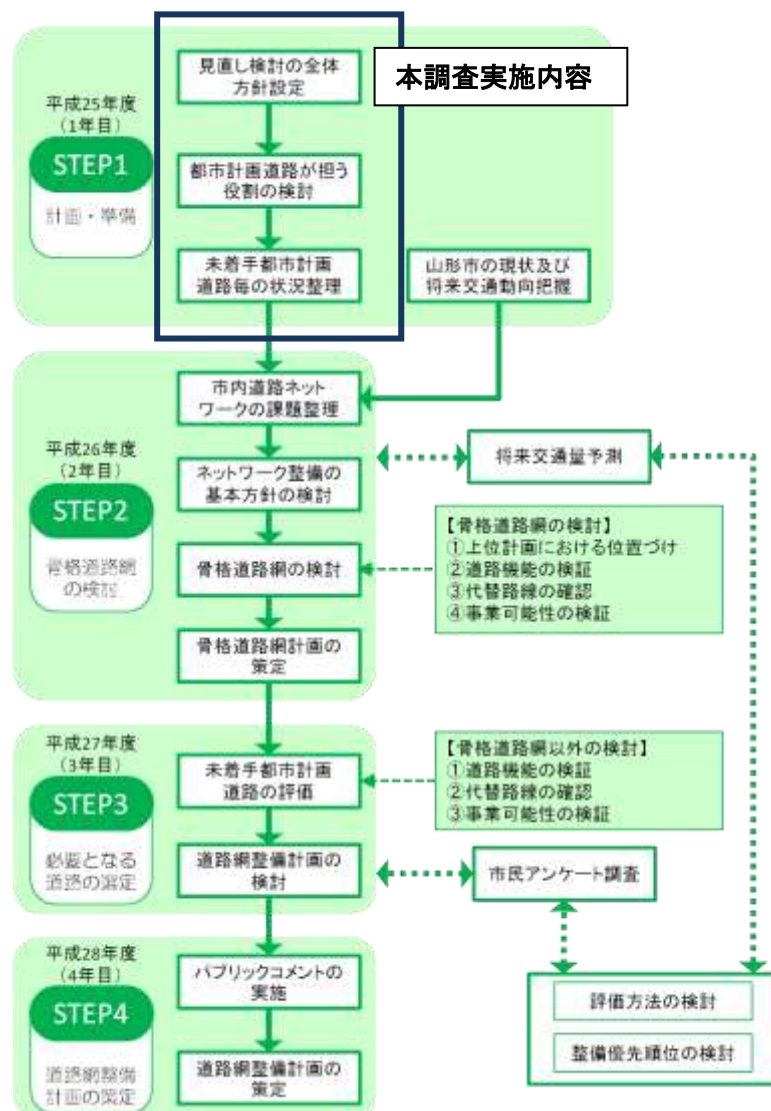 見直し検討の全体
方針設定
本調査実施内容
平成25年度
(1年目)
STEP1
計画・準備
都市計画道路が担う
役割の検討
未着手都市計画
道路毎の状況整理
山形市の現状及び
将来交通動向把握
市内道路ネット
ワークの課題整理
平成26年度
(2年目)
STEP2
骨格道路網
の検討
ネットワーク整備の
基本方針の検討
将来交通量予測
骨格道路網の検討
【骨格道路網の検討】
①上位計画における位置づけ
②道路機能の検証
③代替路線の確認
④事業可能性の検証
骨格道路網計画の
策定
平成27年度
(3年目)
STEP3
必要となる
道路の選定
未着手都市計画
道路の評価
【骨格道路網以外の検討】
①道路機能の検証
②代替路線の確認
③事業可能性の検証
道路網整備計画の
検討
市民アンケート調査
平成28年度
(4年目)
STEP4
道路網整備
計画の策定
パブリックコメントの
実施
道路網整備計画の
策定
評価方法の検討
整備優先順位の検討